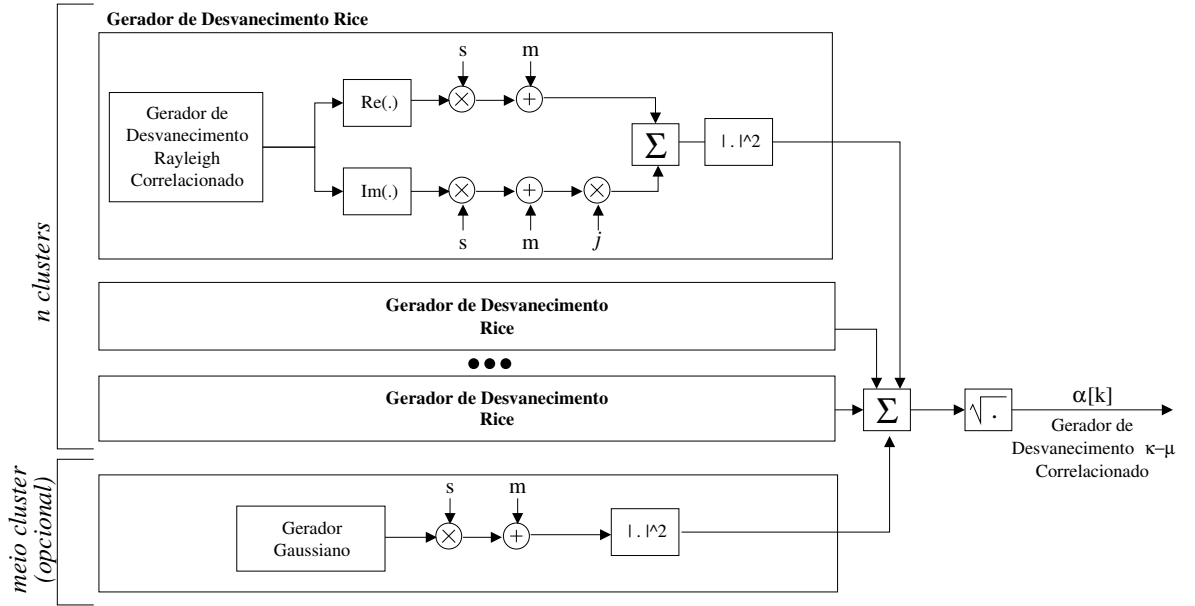 Gerador de Desvanecimento Rice
s
m
Gerador de
Desvanecimento
Rayleigh
Correlacionado
Re(.)
×
+
Σ
| . |^2
Im(.)
×
+
×
s
m
j
n clusters
Gerador de Desvanecimento
Rice
•••
Gerador de Desvanecimento
Rice
Σ
√.
α[k]
Gerador de
Desvanecimento κ–μ
Correlacionado
meio cluster
(opcional)
s
m
Gerador
Gaussiano
×
+
| . |^2